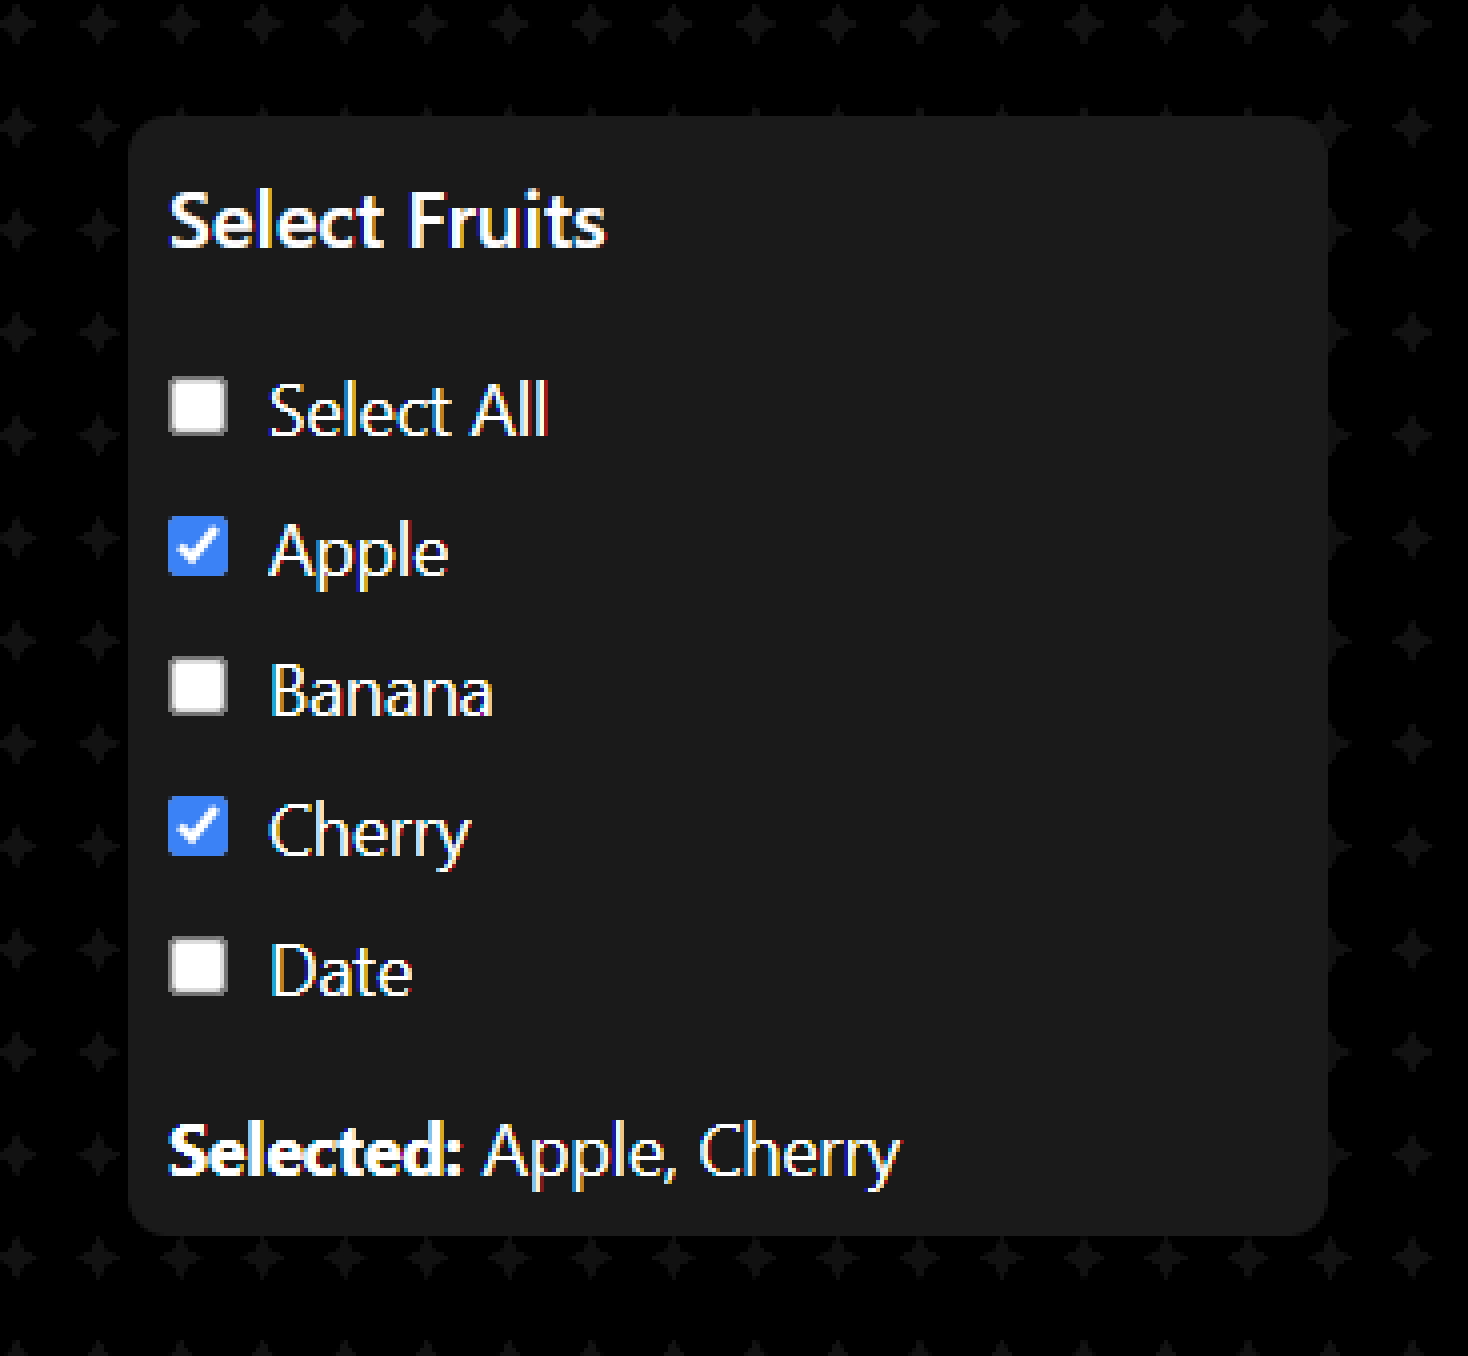 Select Fruits
Select All
Apple
Banana
Cherry
Date
Selected: Apple, Cherry